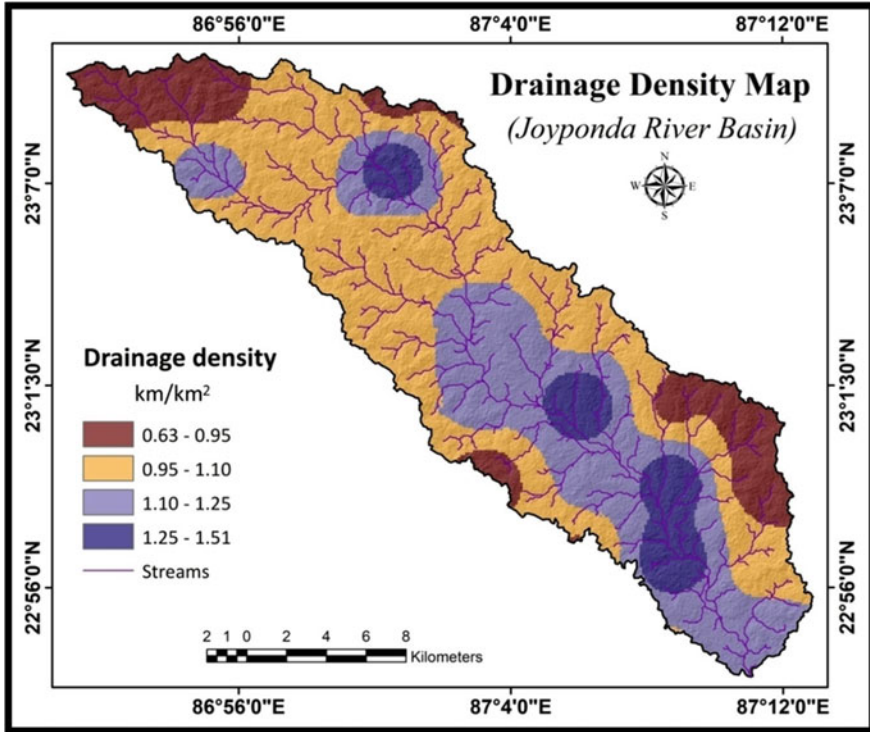 86°56'0"E 87°4'0"E 87°12'0"E
Drainage Density Map
(Joyponda River Basin)
N
W E
S
23°7'0"N 23°7'0"N
23°1'30"N 23°1'30"N
22°56'0"N 22°56'0"N
Drainage density
km/km²
0.63 - 0.95
0.95 - 1.10
1.10 - 1.25
1.25 - 1.51
Streams
2 1 0 2 4 6 8
Kilometers
86°56'0"E 87°4'0"E 87°12'0"E